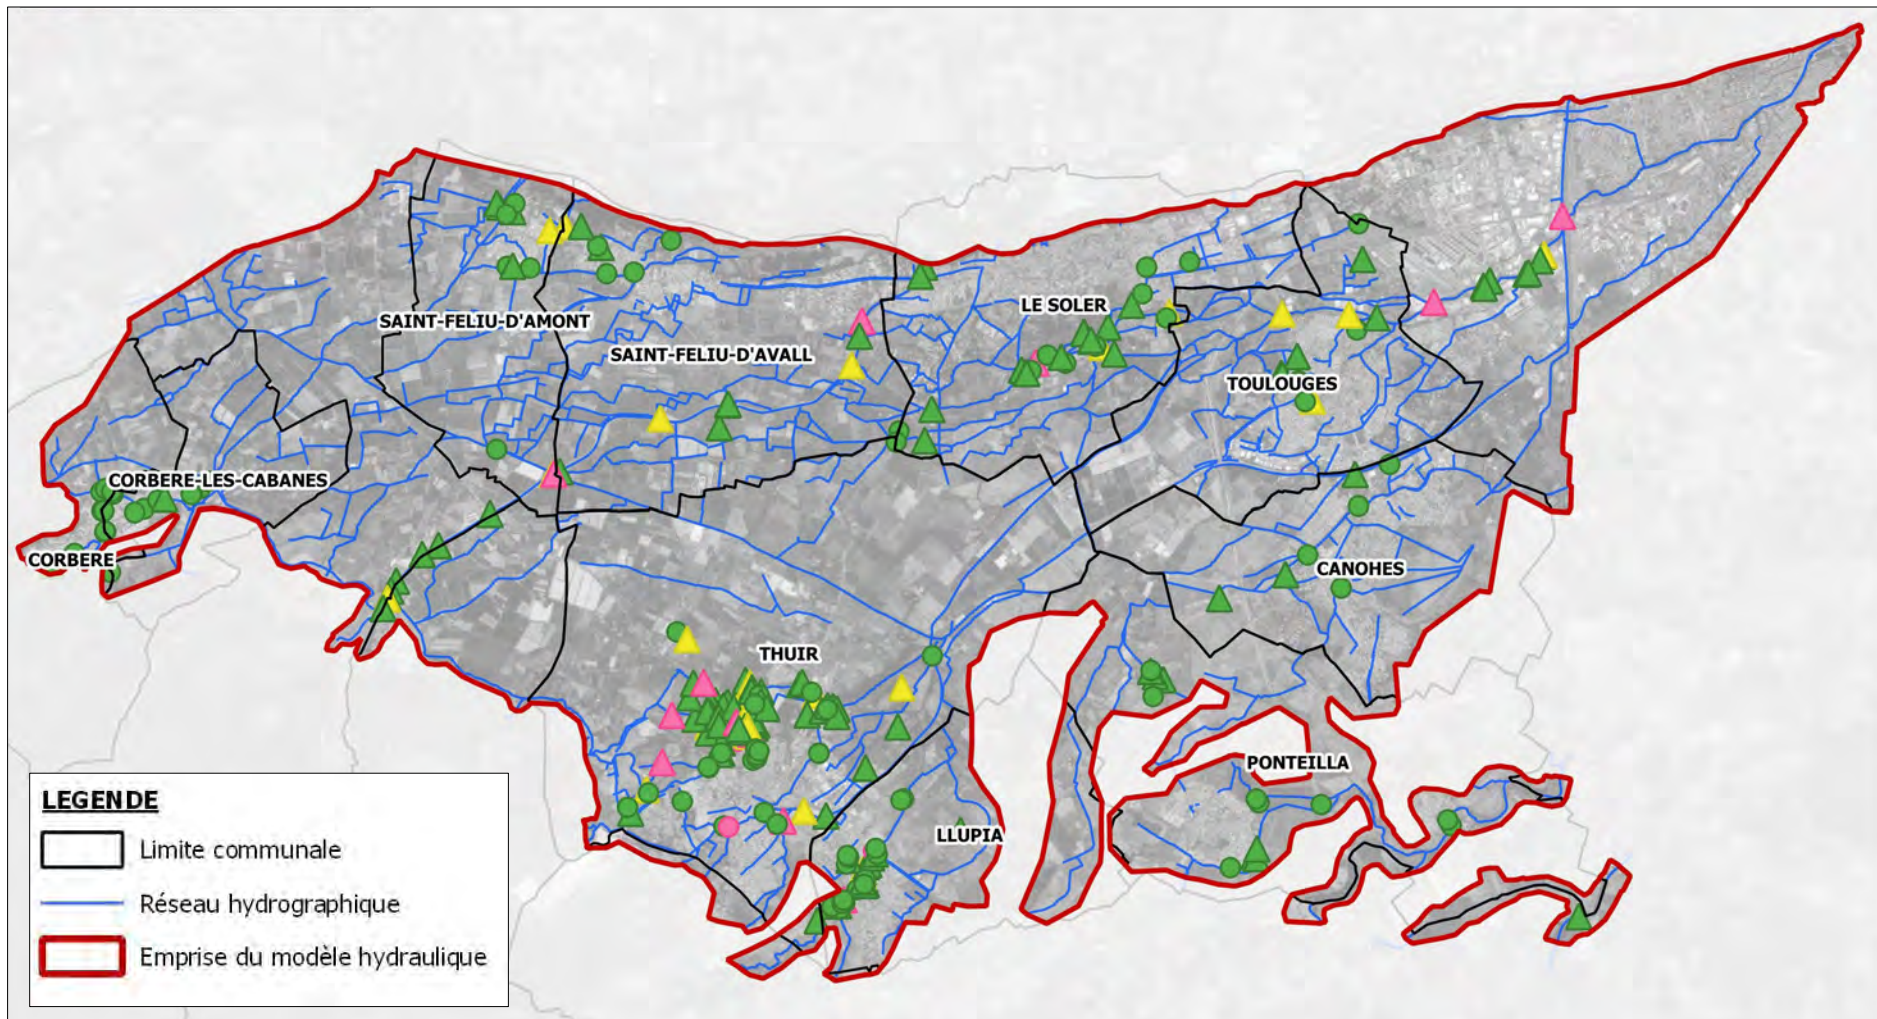 LE SOLER
SAINT-FELIU-D'AMONT
SAINT-FELIU-D'AVALL
TOULOUGES
CORBERE-LES-CABANES
CORBERE
CANOHES
THUIR
PONTEILLA
LLUPIA
LEGENDE
Limite communale
Réseau hydrographique
Emprise du modèle hydraulique